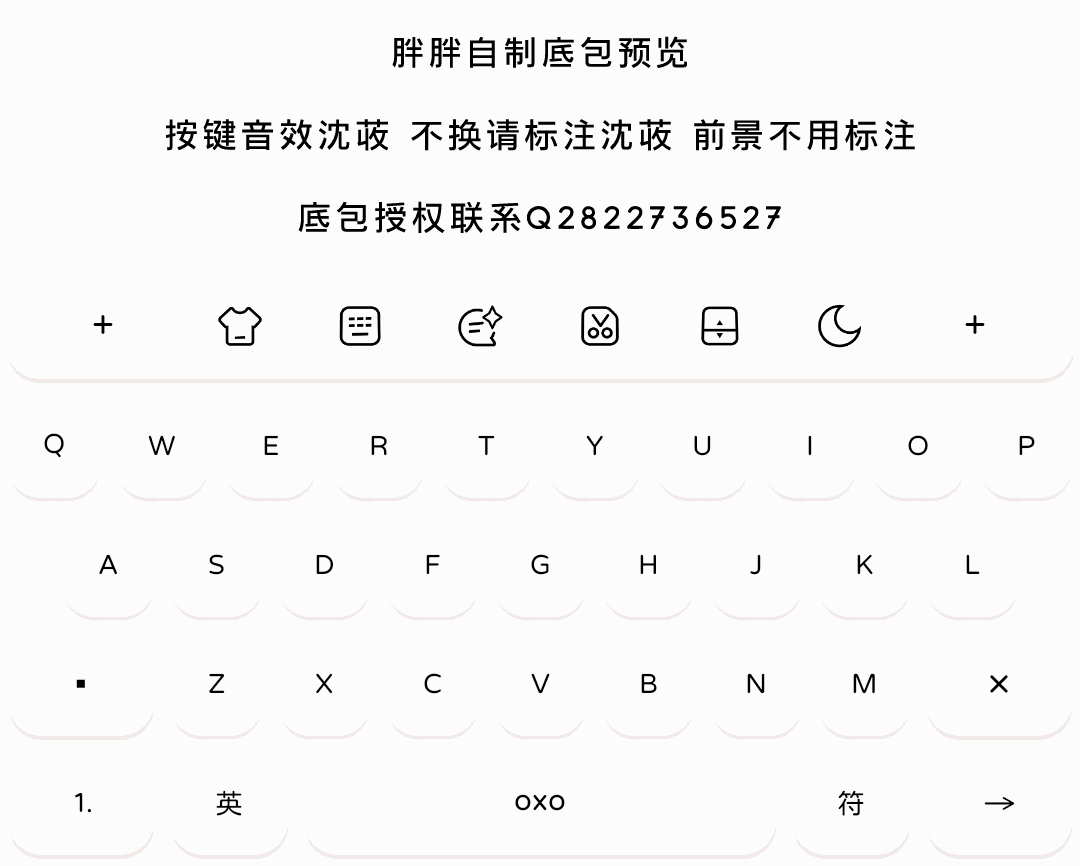 胖胖自制底包预览
按键音效沈荍 不换请标注沈荍 前景不用标注
底包授权联系Q2822736527
+ +
Q W E R T Y U I O P
A S D F G H J K L
Z X C V B N M ×
1. 英 oxo 符 →